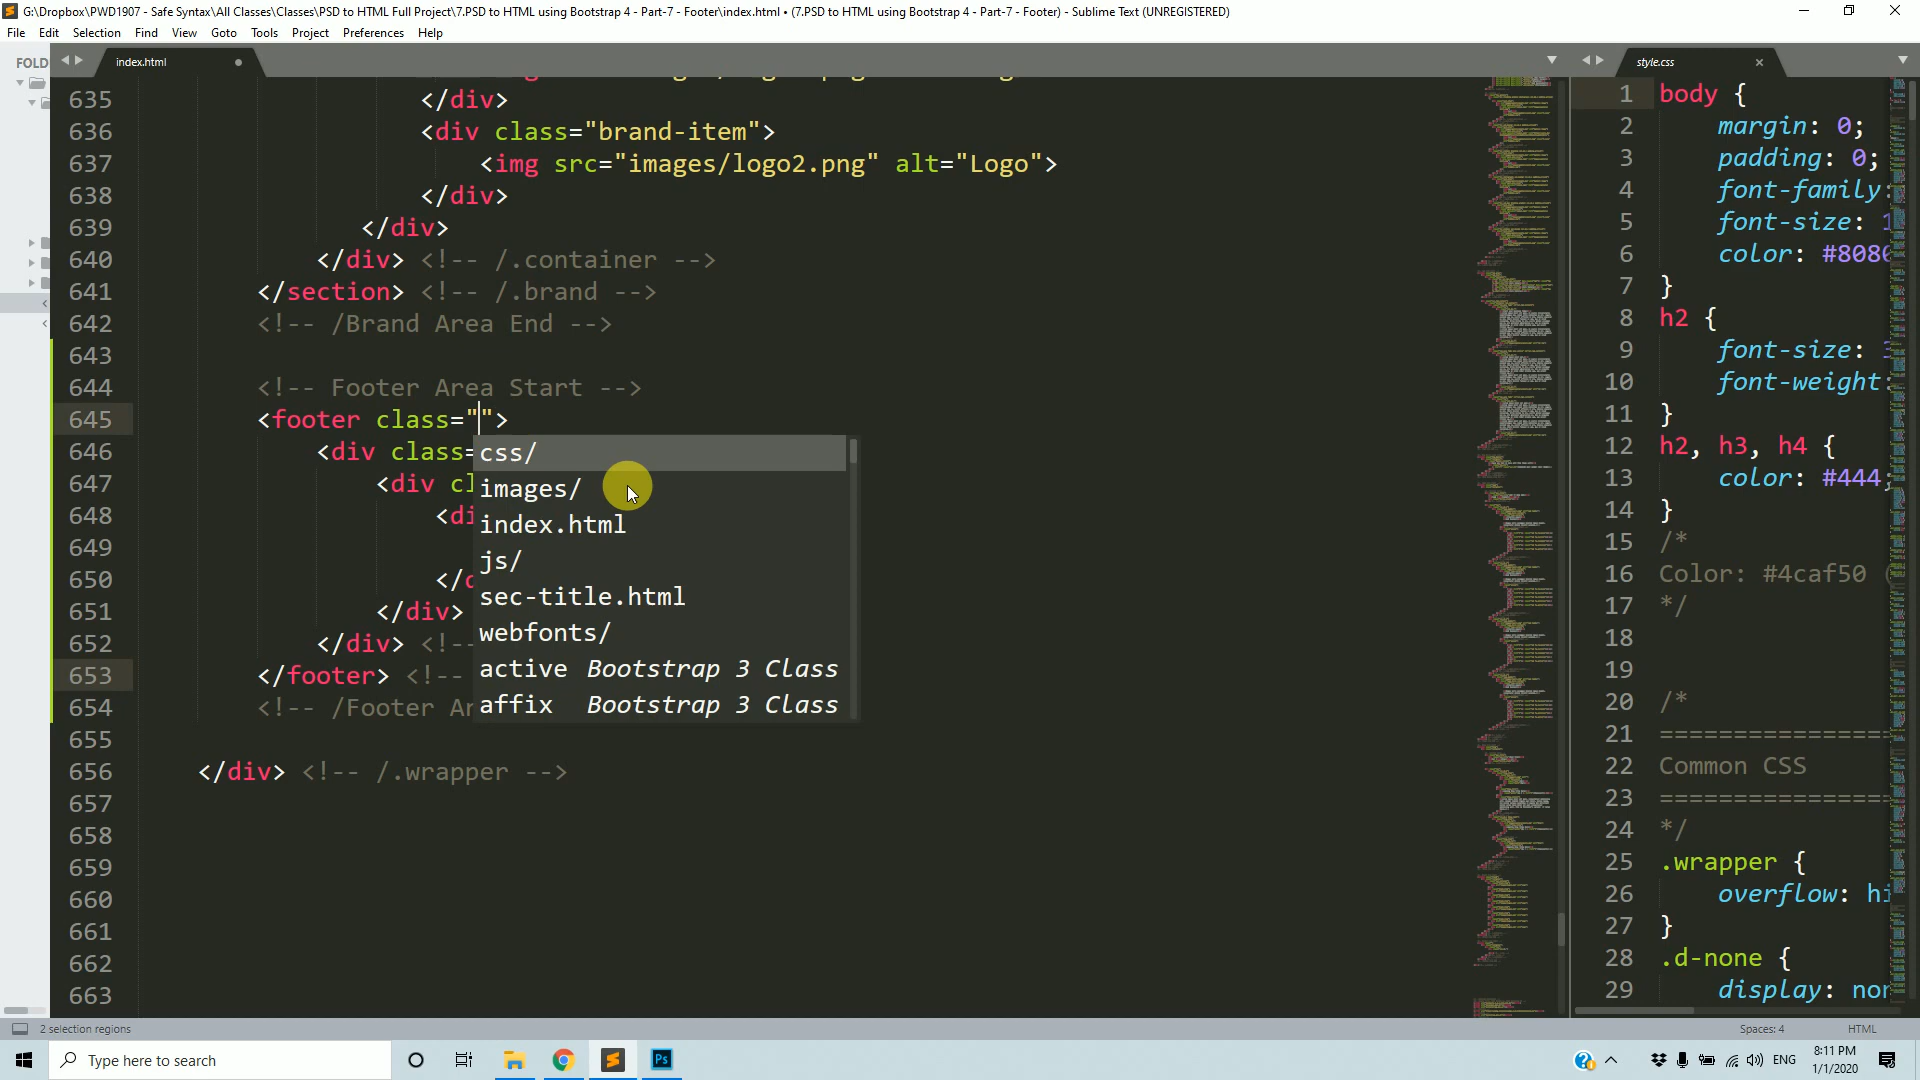 G:\Dropbox\PWD1907 - Safe Syntax\All Classes\Classes\PSD to HTML Full Project\7.PSD to HTML using Bootstrap 4 - Part-7 - Footer\index.html • (7.PSD to HTML using Bootstrap 4 - Part-7 - Footer) - Sublime Text (UNREGISTERED)
File Edit Selection Find View Goto Tools Project Preferences Help
FOLD
index.html
style.css
635 </div>
636 <div class="brand-item">
637 <img src="images/logo2.png" alt="Logo">
638 </div>
639 </div>
640 </div> <!-- /.container -->
641 </section> <!-- /.brand -->
642 <!-- /Brand Area End -->
643
644 <!-- Footer Area Start -->
645 <footer class="">
646 <div class=
647 <div cl
648 <di
649
650 </d
651 </div>
652 </div> <!--
653 </footer> <!--
654 <!-- /Footer Ar
655
656 </div> <!-- /.wrapper -->
657
658
659
660
661
662
663
css/
images/
index.html
js/
sec-title.html
webfonts/
active Bootstrap 3 Class
affix Bootstrap 3 Class
1 body {
2 margin: 0;
3 padding: 0;
4 font-family:
5 font-size: 1
6 color: #808
7 }
8 h2 {
9 font-size: 3
10 font-weight:
11 }
12 h2, h3, h4 {
13 color: #444;
14 }
15 /*
16 Color: #4caf50 (
17 */
18
19
20 /*
21 ================
22 Common CSS
23 ================
24 */
25 .wrapper {
26 overflow: hi
27 }
28 .d-none {
29 display: non
2 selection regions
Spaces: 4
HTML
Type here to search
Ps
ENG
8:11 PM
1/1/2020